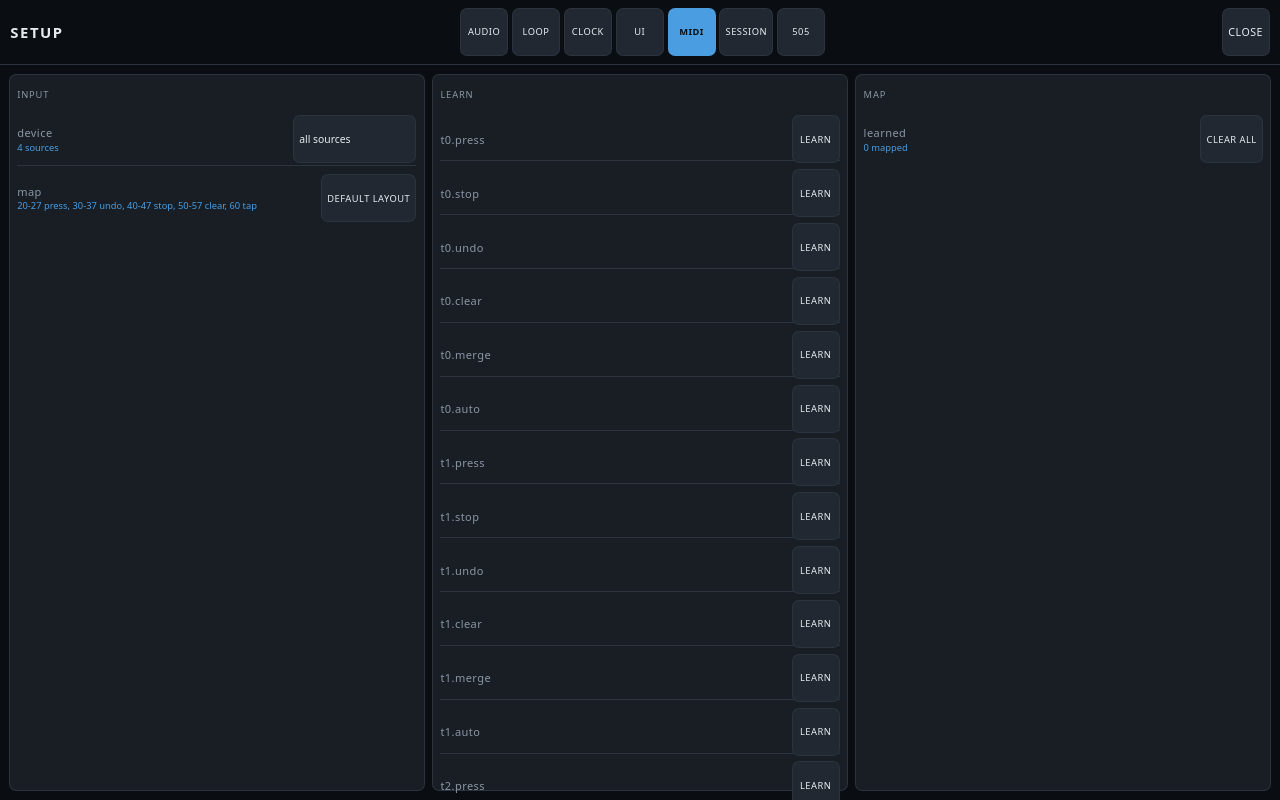 SETUP
AUDIO
LOOP
CLOCK
UI
MIDI
SESSION
505
CLOSE
INPUT
device
4 sources
all sources
map
20-27 press, 30-37 undo, 40-47 stop, 50-57 clear, 60 tap
DEFAULT LAYOUT
LEARN
t0.press
LEARN
t0.stop
LEARN
t0.undo
LEARN
t0.clear
LEARN
t0.merge
LEARN
t0.auto
LEARN
t1.press
LEARN
t1.stop
LEARN
t1.undo
LEARN
t1.clear
LEARN
t1.merge
LEARN
t1.auto
LEARN
t2.press
LEARN
MAP
learned
0 mapped
CLEAR ALL